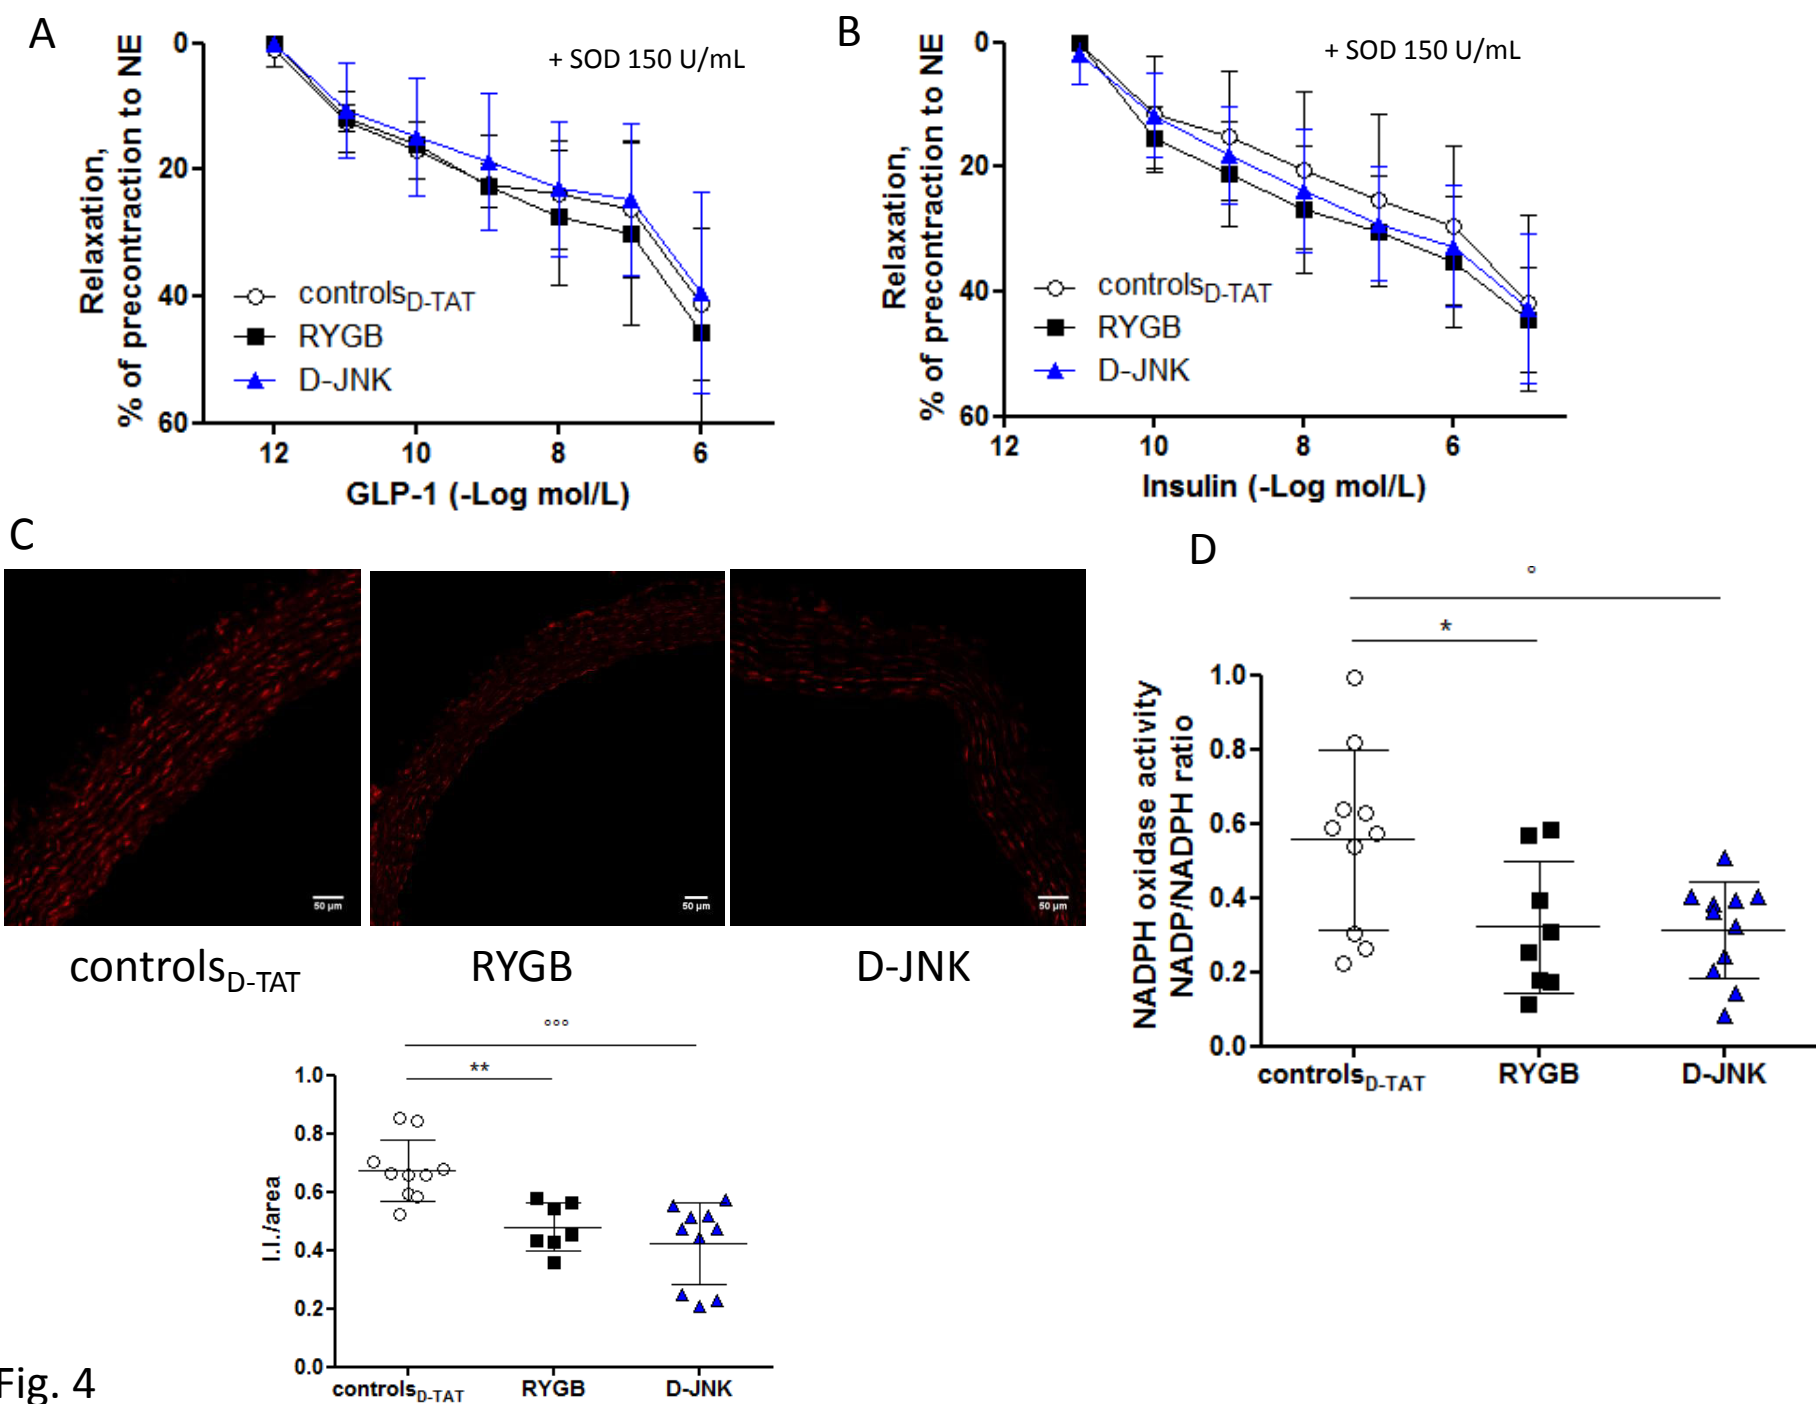 A
+ SOD 150 U/mL
Relaxation,
% of precontraction to NE
0
20
40
60
controlsD-TAT
RYGB
D-JNK
12 10 8 6
GLP-1 (-Log mol/L)
B
+ SOD 150 U/mL
Relaxation,
% of precontraction to NE
0
20
40
60
controlsD-TAT
RYGB
D-JNK
12 10 8 6
Insulin (-Log mol/L)
C
50 µm
50 µm
50 µm
controlsD-TAT
RYGB
D-JNK
°°°
**
I.I./area
1.0
0.8
0.6
0.4
0.2
0.0
controlsD-TAT RYGB D-JNK
D
°
*
NADPH oxidase activity
NADP/NADPH ratio
1.0
0.8
0.6
0.4
0.2
0.0
controlsD-TAT RYGB D-JNK
Fig. 4